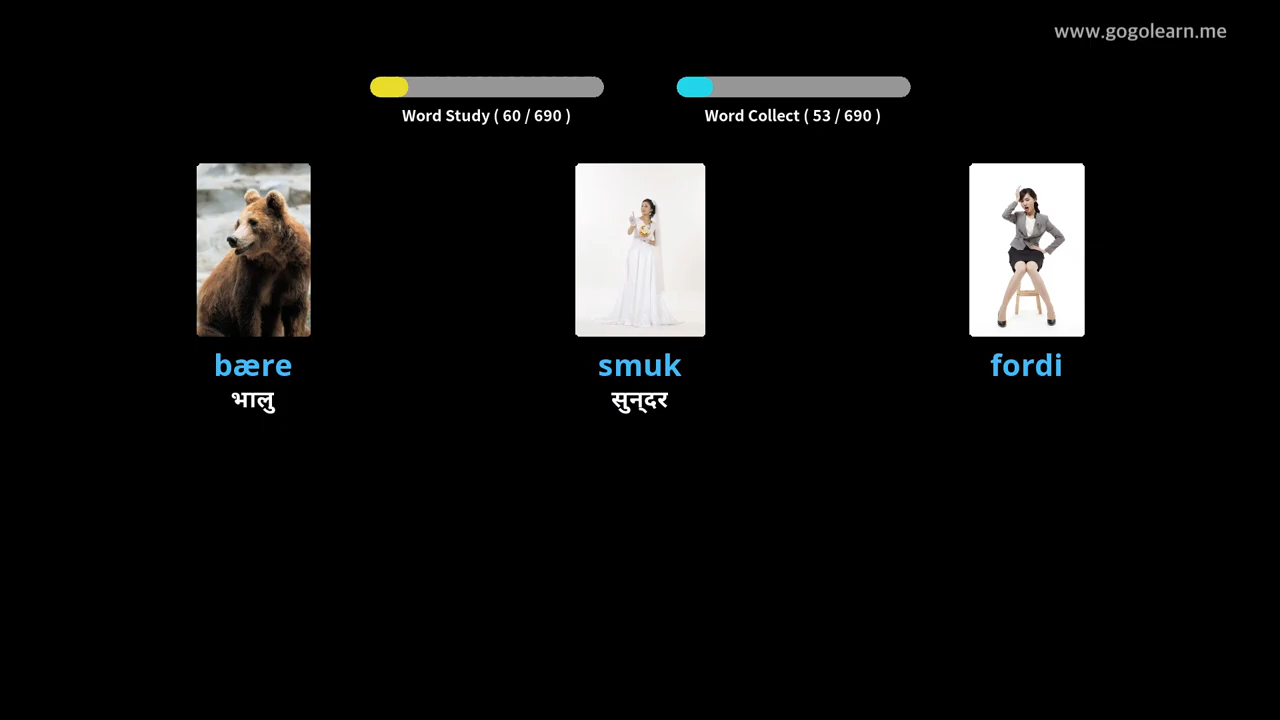 www.gogolearn.me
Word Study ( 60 / 690 )
Word Collect ( 53 / 690 )
bære
smuk
fordi
भालु
सुन्‌दर